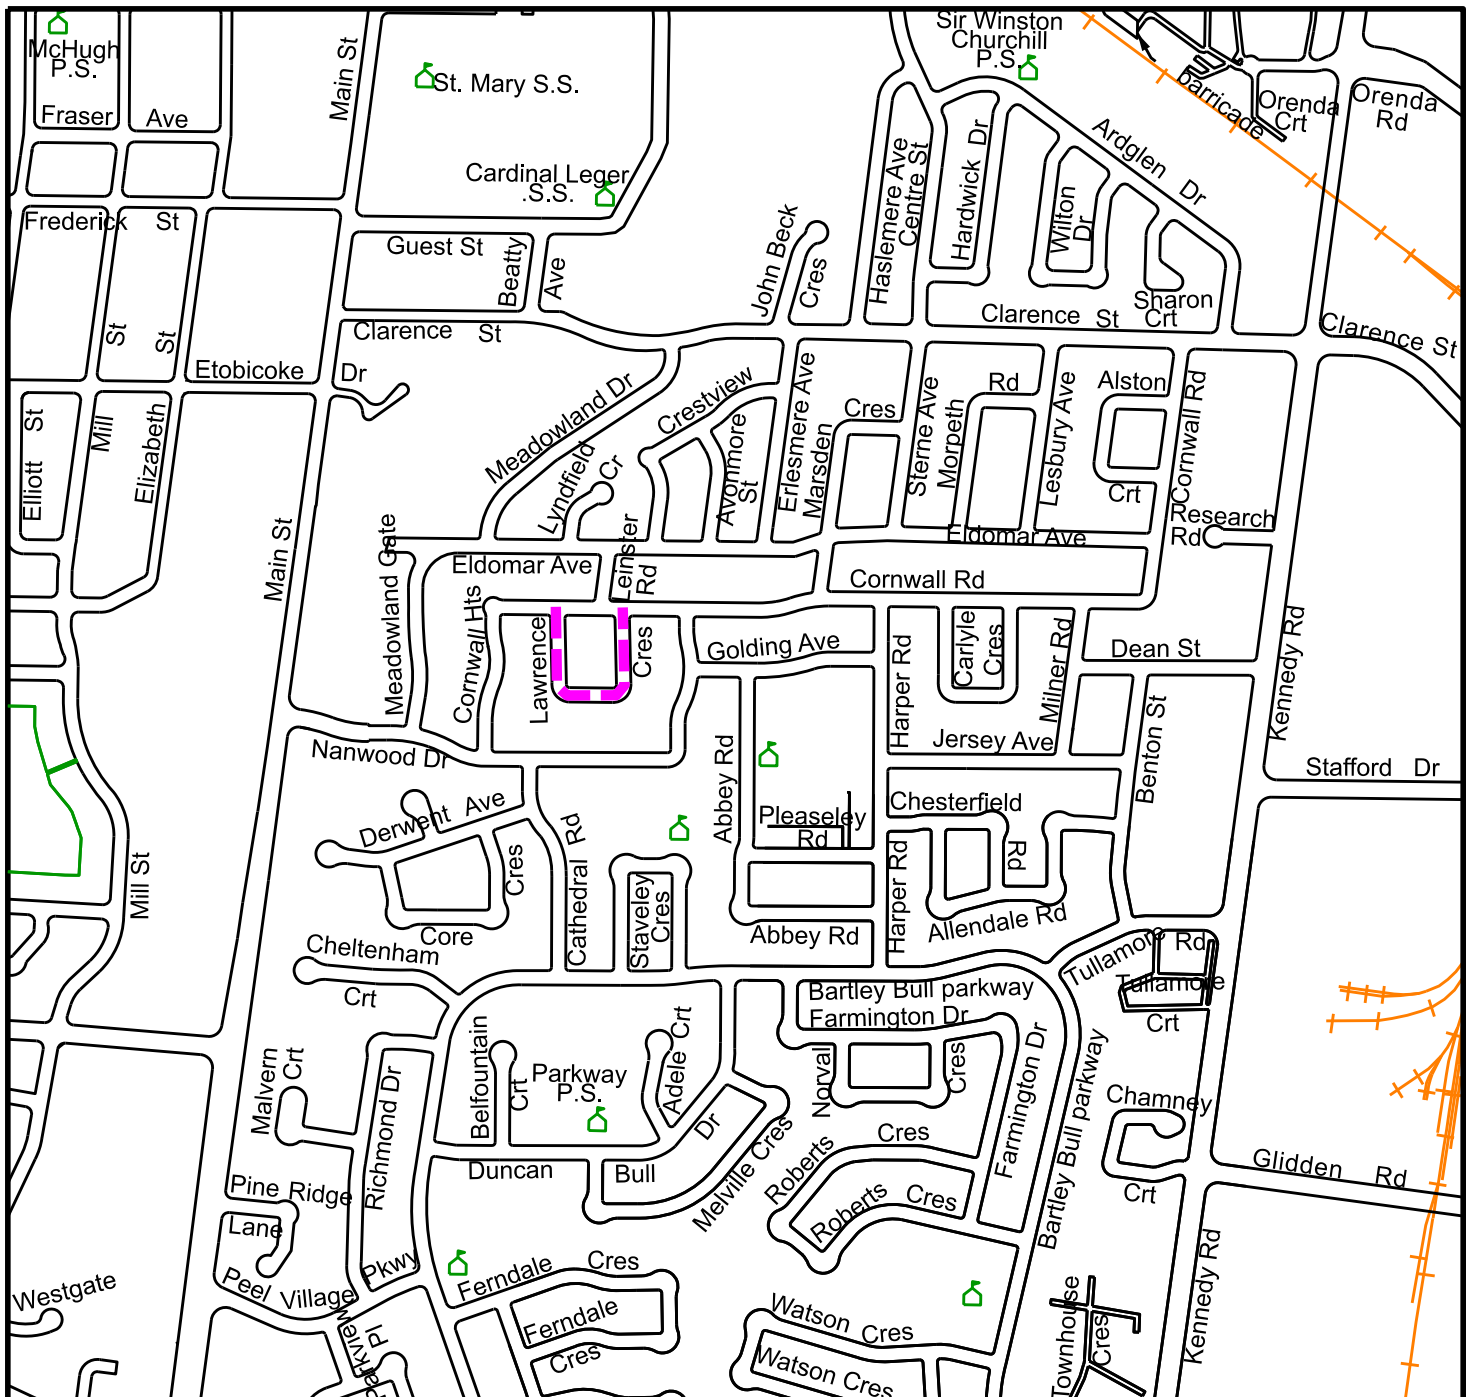 McHugh
P.S.
Fraser Ave
Main St
St. Mary S.S.
Sir Winston
Churchill
P.S.
barricade
Orenda
Crt
Orenda
Rd
Cardinal Leger
.S.S.
Haslemere Ave
Centre St
Hardwick Dr
Ardglen Dr
Wilton
Dr
Frederick St
Guest St
Beatty
Ave
John Beck
Cres
Sharon
Crt
Clarence St
Clarence St
Clarence St
St
St
Etobicoke Dr
Meadowland Dr
Crestview
Erlesmere Ave
Marsden
Cres
Sterne Ave
Morpeth
Rd
Lesbury Ave
Alston
Crt
Cornwall Rd
Elliott St
Mill
Elizabeth
Lyndfield
Cr
Avonmore
St
Research
Rd
Main St
Meadowland Gate
Eldomar Ave
Eldomar Ave
Leinster
Rd
Cornwall Rd
Cornwall Hts
Lawrence
Cres
Golding Ave
Harper Rd
Carlyle
Cres
Milner Rd
Dean St
Kennedy Rd
Nanwood Dr
Abbey Rd
Jersey Ave
Benton St
Stafford Dr
Derwent Ave
Cres
Core
Cathedral Rd
Staveley
Cres
Pleaseley
Rd
Chesterfield
Rd
Harper Rd
Abbey Rd
Allendale Rd
Mill St
Cheltenham
Crt
Tullamore Rd
Tullamore
Crt
Bartley Bull parkway
Farmington Dr
Malvern
Crt
Richmond Dr
Belfountain
Crt
Parkway
P.S.
Adele Crt
Norval
Cres
Farmington Dr
Bartley Bull parkway
Chamney
Crt
Duncan Bull Dr
Melville Cres
Roberts Cres
Roberts Cres
Glidden Rd
Pine Ridge
Lane
Peel Village Pkwy
Westgate
Parkview
Pl
Ferndale Cres
Ferndale
Cres
Watson Cres
Watson Cres
Townhouse
Cres
Kennedy Rd